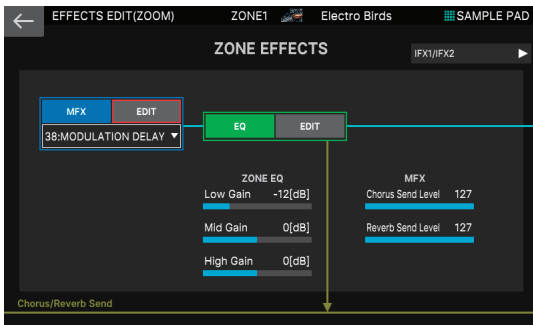 EFFECTS EDIT(ZOOM) ZONE1 Electro Birds SAMPLE PAD
ZONE EFFECTS
IFX1/IFX2
MFX EDIT
38:MODULATION DELAY
EQ EDIT
ZONE EQ MFX
Low Gain -12[dB] Chorus Send Level 127
Mid Gain 0[dB] Reverb Send Level 127
High Gain 0[dB]
Chorus/Reverb Send